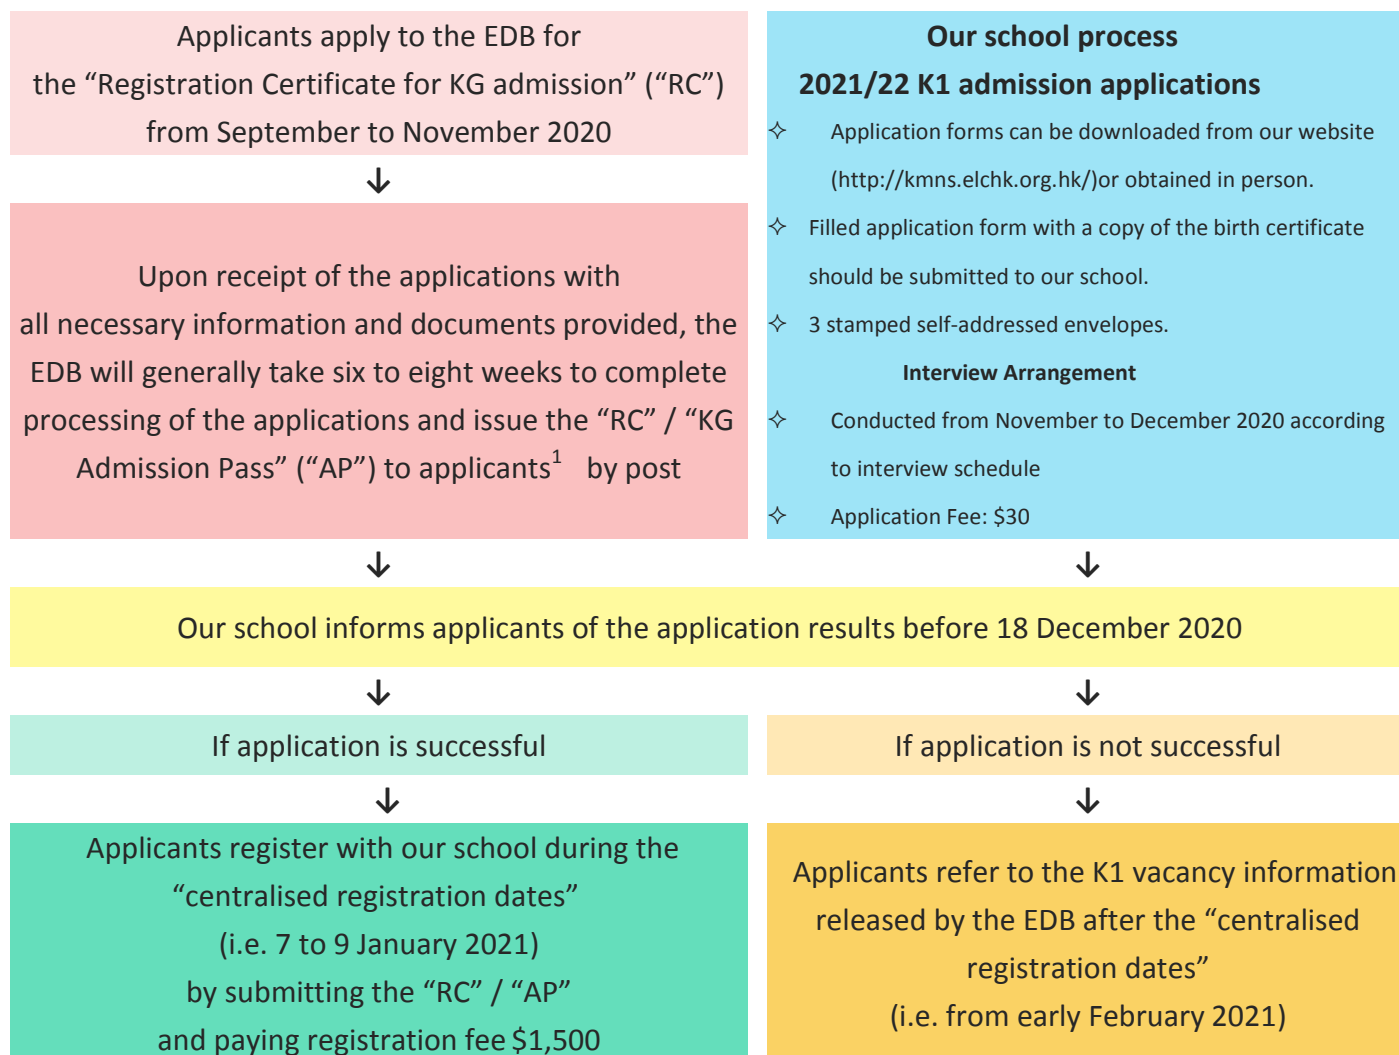 Applicants apply to the EDB for
the “Registration Certificate for KG admission” (“RC”)
from September to November 2020
↓
Upon receipt of the applications with
all necessary information and documents provided, the
EDB will generally take six to eight weeks to complete
processing of the applications and issue the “RC” / “KG
Admission Pass” (“AP”) to applicants1 by post
Our school process
2021/22 K1 admission applications
✧ Application forms can be downloaded from our website
(http://kmns.elchk.org.hk/)or obtained in person.
✧ Filled application form with a copy of the birth certificate
should be submitted to our school.
✧ 3 stamped self-addressed envelopes.
Interview Arrangement
✧ Conducted from November to December 2020 according
to interview schedule
✧ Application Fee: $30
↓ ↓
Our school informs applicants of the application results before 18 December 2020
↓ ↓
If application is successful
↓
Applicants register with our school during the
“centralised registration dates”
(i.e. 7 to 9 January 2021)
by submitting the “RC” / “AP”
and paying registration fee $1,500
If application is not successful
↓
Applicants refer to the K1 vacancy information
released by the EDB after the “centralised
registration dates”
(i.e. from early February 2021)